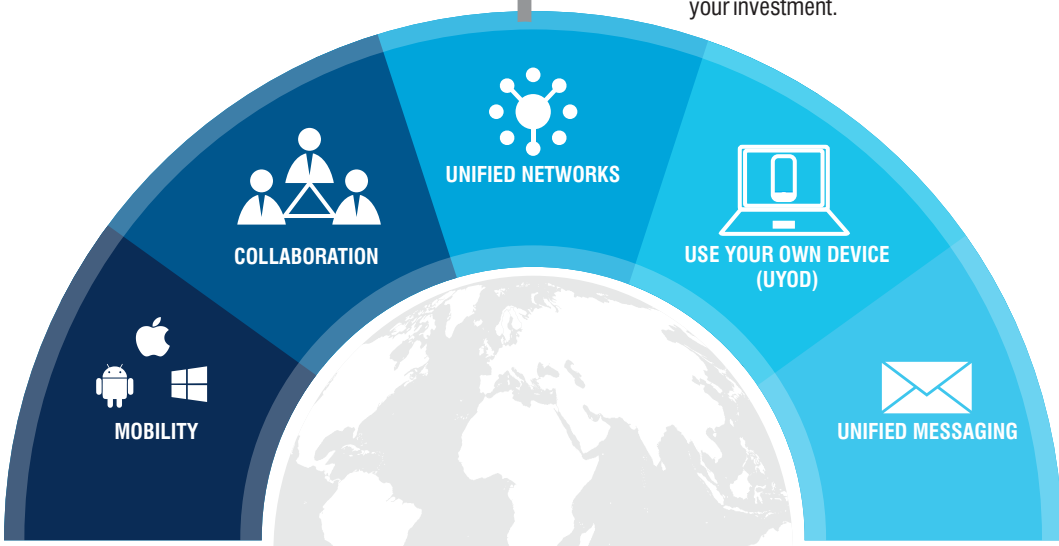 your investment.
UNIFIED NETWORKS
COLLABORATION
USE YOUR OWN DEVICE
(UYOD)
MOBILITY
UNIFIED MESSAGING